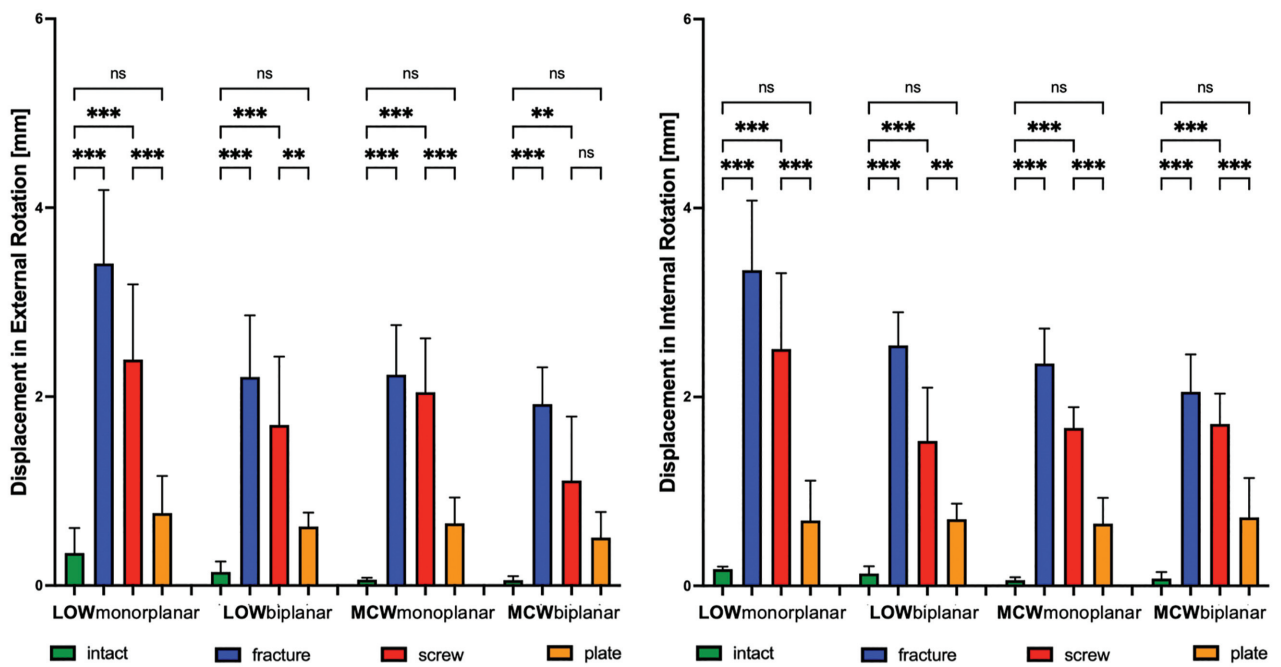 Displacement in External Rotation [mm]
6
4
2
0
ns ns ns ns
*** *** *** **
*** *** *** ** *** *** *** ns
LOWmonorplanar LOWbiplanar MCWmonoplanar MCWbiplanar
intact fracture screw plate
Displacement in Internal Rotation [mm]
6
4
2
0
ns ns ns ns
*** *** *** ***
*** *** *** ** *** *** *** ***
LOWmonorplanar LOWbiplanar MCWmonoplanar MCWbiplanar
intact fracture screw plate